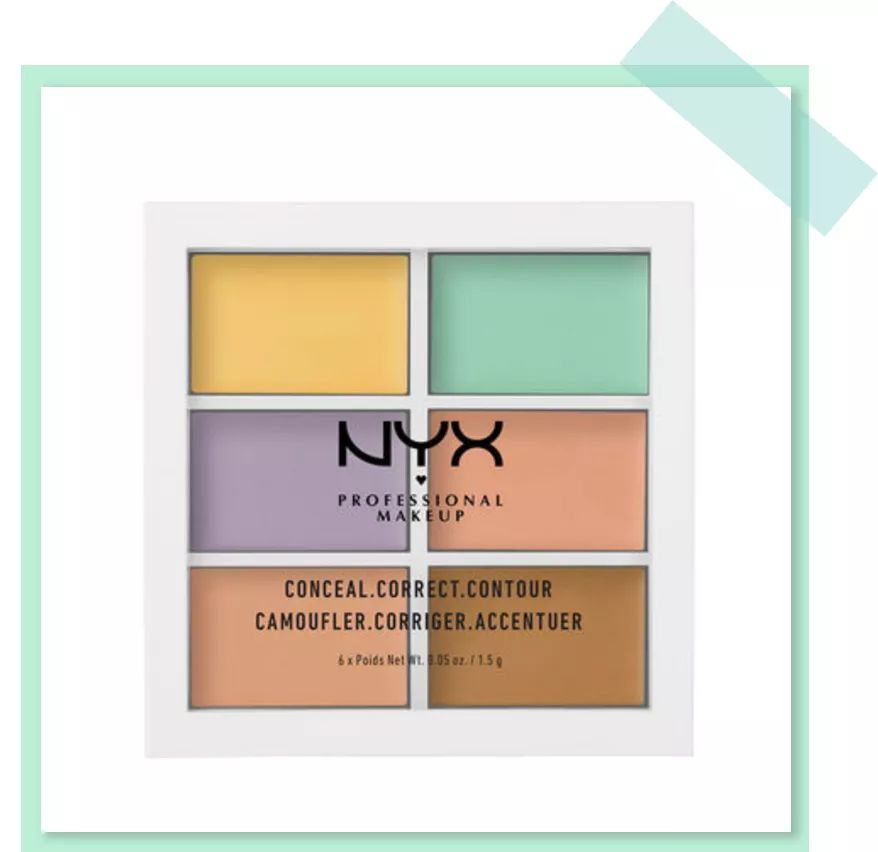 NYX
PROFESSIONAL
MAKEUP
CONCEAL.CORRECT.CONTOUR
CAMOUFLER.CORRIGER.ACCENTUER
6 x Poids Net Wt. 0.05 oz. / 1.5 g